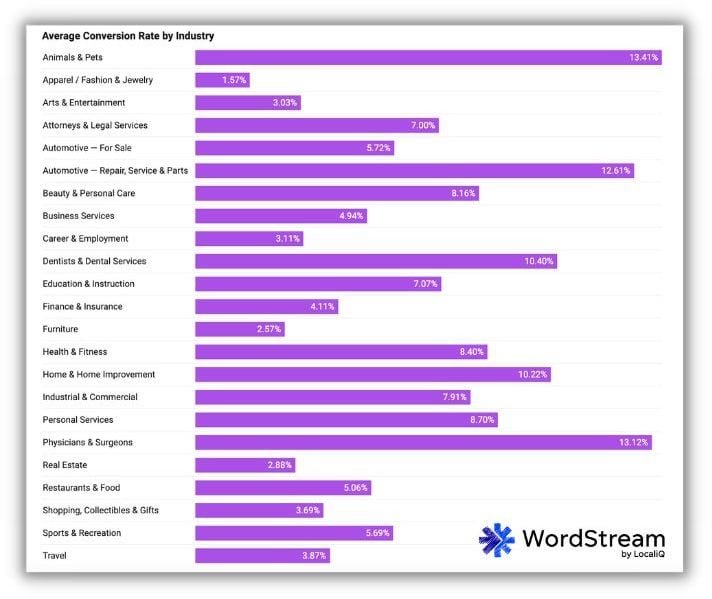 Average Conversion Rate by Industry
Animals & Pets 13.41%
Apparel / Fashion & Jewelry 1.57%
Arts & Entertainment 3.03%
Attorneys & Legal Services 7.00%
Automotive — For Sale 5.72%
Automotive — Repair, Service & Parts 12.61%
Beauty & Personal Care 8.16%
Business Services 4.94%
Career & Employment 3.11%
Dentists & Dental Services 10.40%
Education & Instruction 7.07%
Finance & Insurance 4.11%
Furniture 2.57%
Health & Fitness 8.40%
Home & Home Improvement 10.22%
Industrial & Commercial 7.91%
Personal Services 8.70%
Physicians & Surgeons 13.12%
Real Estate 2.88%
Restaurants & Food 5.06%
Shopping, Collectibles & Gifts 3.69%
Sports & Recreation 5.69%
Travel 3.87%
WordStream
by LocaliQ